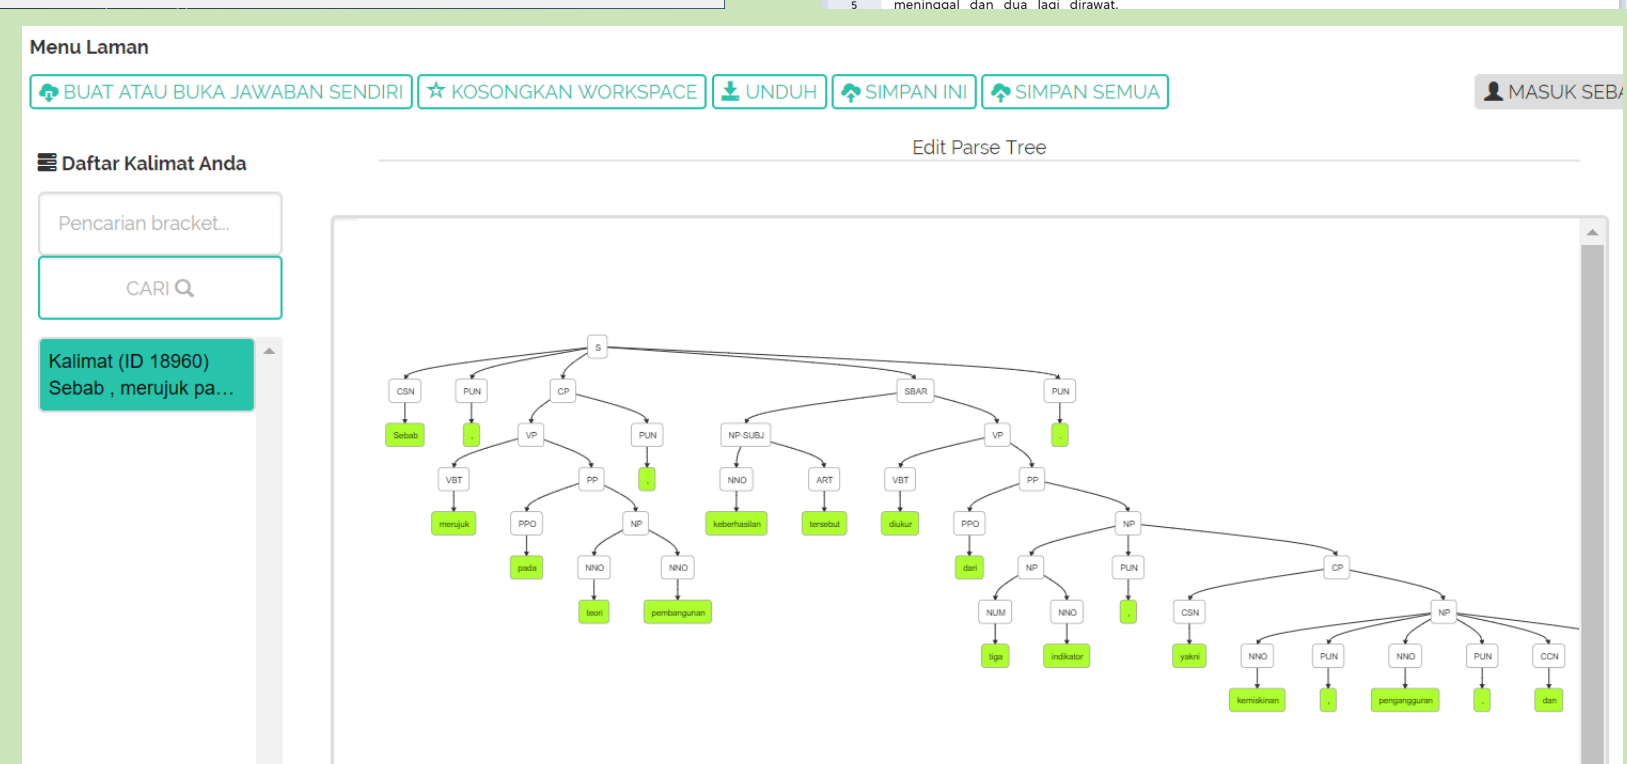 5 meninggal dan dua lagi dirawat.
Menu Laman
BUAT ATAU BUKA JAWABAN SENDIRI KOSONGKAN WORKSPACE UNDUH SIMPAN INI SIMPAN SEMUA MASUK SEBA
Edit Parse Tree
Daftar Kalimat Anda
Pencarian bracket...
CARI
Kalimat (ID 18960)
Sebab , merujuk pa...
S
CSN PUN CP SBAR PUN
Sebab , VP PUN NP-SUBJ VP .
VBT PP , NNO ART VBT PP
merujuk PPO NP keberhasilan tersebut diukur PPO NP
pada NNO NNO dari NP PUN CP
teori pembangunan NUM NNO , CSN NP
tiga indikator yakni NNO PUN NNO PUN CCN
kemiskinan , pengangguran , dan